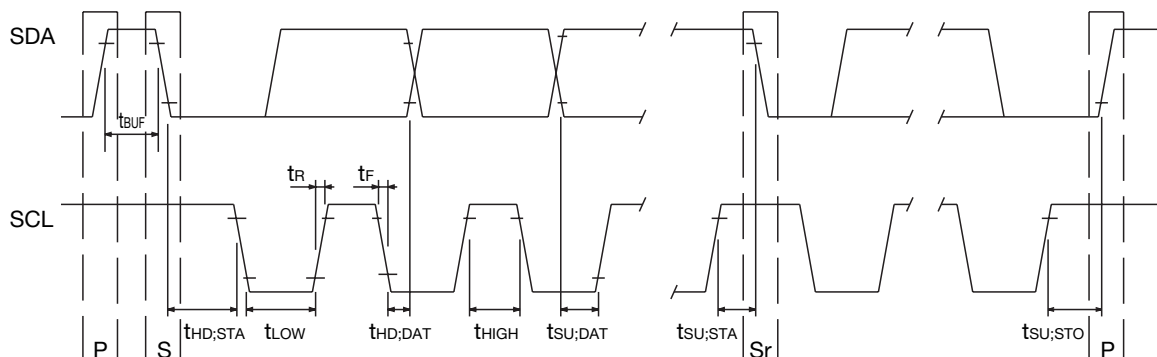 SDA
tBUF
tR tF
SCL
tHD;STA tLOW tHD;DAT tHIGH tSU;DAT tSU;STA tSU;STO
P S Sr P